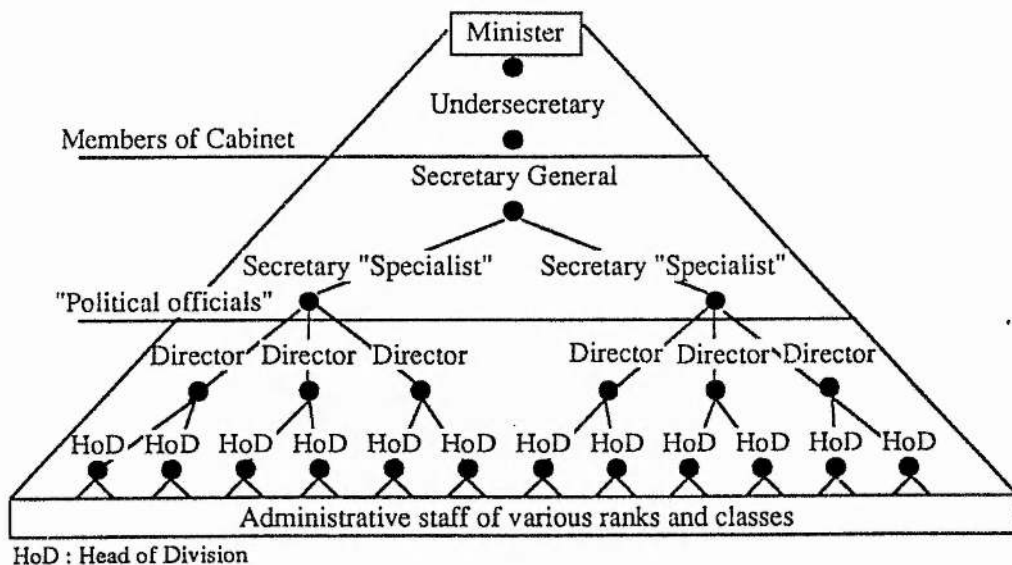 Minister
Undersecretary
Members of Cabinet
Secretary General
Secretary "Specialist" Secretary "Specialist"
"Political officials"
Director Director Director Director Director Director
HoD HoD HoD HoD HoD HoD HoD HoD HoD HoD HoD HoD
Administrative staff of various ranks and classes
HoD : Head of Division